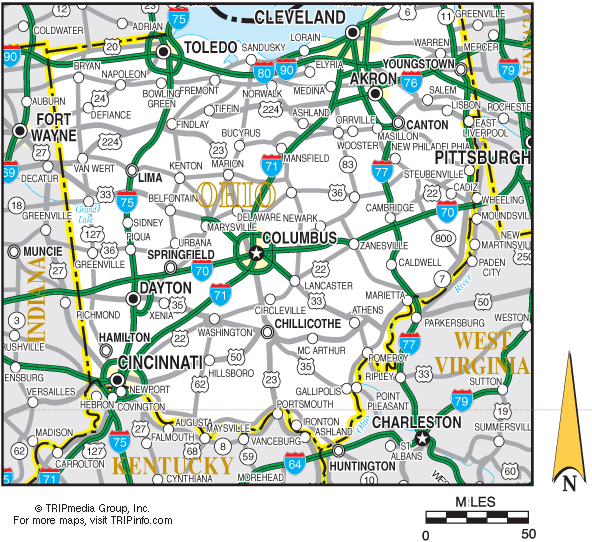 CLEVELAND
75
6
11
GREENVILLE
ADRIAN
COLDWATER
LORAIN
WARREN
MERCER
20
TOLEDO
SANDUSKY
90
BRYAN
ELYRIA
YOUNGSTOWN
79
NAPOLEON
80
90
AKRON
76
FREMONT
NORWALK
MEDINA
SALEM
BOWLING
GREEN
AUBURN
24
DEFIANCE
TIFFIN
224
ASHLAND
LISBON
ROCHESTER
FORT
WAYNE
FINDLAY
ORRVILLE
CANTON
EAST
LIVERPOOL
BUCYRUS
MASILLON
224
23
WOOSTER
NEW PHILADELPHIA
27
MANSFIELD
PITTSBURGH
VAN WERT
KENTON
MARION
71
83
77
STEUBENVILLE
69
DECATUR
LIMA
OHIO
22
CADIZ
33
BELFONTAIN
36
18
Grand
Lake
75
WHEELING
GREENVILLE
DELAWARE
NEWARK
CAMBRIDGE
70
MOUNDSVILLE
SIDNEY
MARYSVILLE
127
PIQUA
URBANA
COLUMBUS
800
NEW
MARTINSVILLE
MUNCIE
36
SPRINGFIELD
ZANESVILLE
250
27
GREENVILLE
70
22
CALDWELL
PADEN
CITY
INDIANA
DAYTON
71
LANCASTER
7
River
35
33
MARIETTA
50
RICHMOND
XENIA
CIRCLEVILLE
ATHENS
3
WASHINGTON
CHILLICOTHE
PARKERSBURG
WESTON
HAMILTON
22
77
WEST
VIRGINIA
RUSHVILLE
50
MC ARTHUR
POMEROY
CINCINNATI
HILLSBORO
35
62
23
RIPLEY
33
SUTTON
NEWPORT
GALLIPOLIS
VERSAILLES
79
HEBRON
COVINGTON
PORTSMOUTH
POINT
PLEASANT
19
AUGUSTA
Ohio
MADISON
27
MAYSVILLE
IRONTON
CHARLESTON
SUMMERSVILLE
75
FALMOUTH
8
ASHLAND
62
VANCEBURG
ST
ALBANS
127
68
59
CARROLLTON
KENTUCKY
64
HUNTINGTON
60
71
CYNTHIANA
MOREHEAD
10
© TRIPmedia Group, Inc.
For more maps, visit TRIPinfo.com
MILES
0
50
N